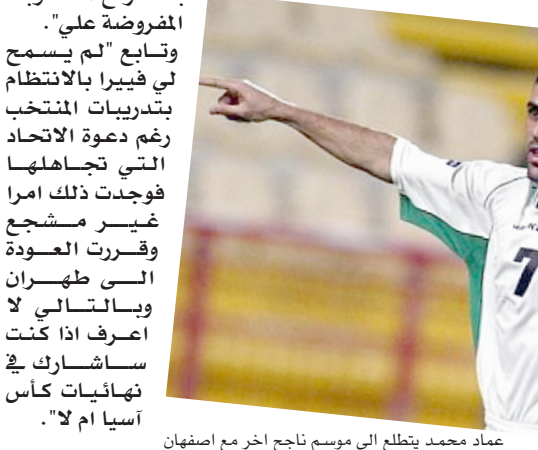 المفروضة علي".
وتابع "لم يسمح
لي فييرا بالانتظام
بتدريبات المنتخب
رغم دعوة الاتحاد
التي تجاهلها
فوجدت ذلك امرا
غير مشجع
وقررت العودة
الى طهران
وبالتالي لا
اعرف اذا كنت
ساشارك في
نهائيات كأس
آسيا ام لا".
7
عماد محمد يتطلع الى موسم ناجح اخر مع اصفهان